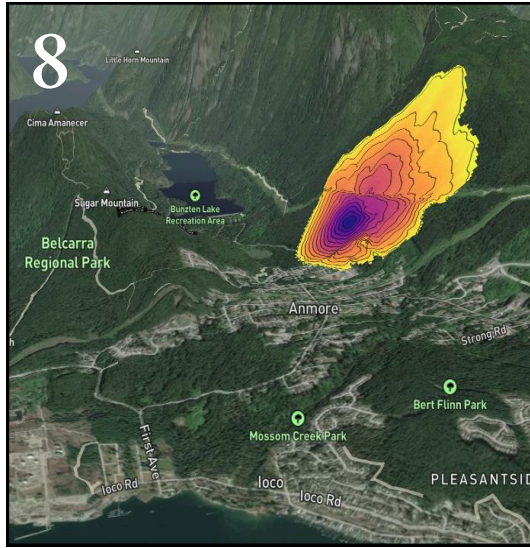 8
Little Horn Mountain
Cima Amanecer
Sugar Mountain
Buntzen Lake
Recreation Area
Belcarra
Regional Park
Anmore
Strong Rd
Bert Flinn Park
Mossom Creek Park
First Ave
Ioco Rd
Ioco
Ioco Rd
PLEASANTSID